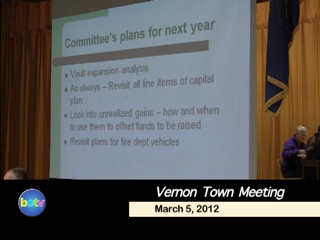 Committee's plans for next year
● Vault expansion analysis
● As always – Revisit all line items of capital
plan
● Look into unrealized gains – how and when
to use them to offset funds to be raised
● Revisit plans for fire dept vehicles
bctv
Vernon Town Meeting
March 5, 2012